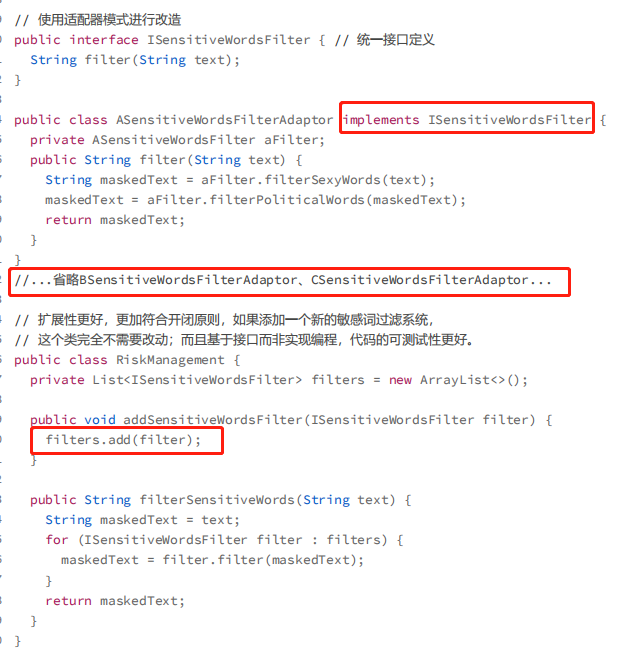 // 使用适配器模式进行改造
public interface ISensitiveWordsFilter { // 统一接口定义
  String filter(String text);
}

public class ASensitiveWordsFilterAdaptor implements ISensitiveWordsFilter {
  private ASensitiveWordsFilter aFilter;
  public String filter(String text) {
    String maskedText = aFilter.filterSexyWords(text);
    maskedText = aFilter.filterPoliticalWords(maskedText);
    return maskedText;
  }
}
//...省略BSensitiveWordsFilterAdaptor、CSensitiveWordsFilterAdaptor...

// 扩展性更好，更加符合开闭原则，如果添加一个新的敏感词过滤系统，
// 这个类完全不需要改动；而且基于接口而非实现编程，代码的可测试性更好。
public class RiskManagement {
  private List<ISensitiveWordsFilter> filters = new ArrayList<>();

  public void addSensitiveWordsFilter(ISensitiveWordsFilter filter) {
    filters.add(filter);
  }

  public String filterSensitiveWords(String text) {
    String maskedText = text;
    for (ISensitiveWordsFilter filter : filters) {
      maskedText = filter.filter(maskedText);
    }
    return maskedText;
  }
}